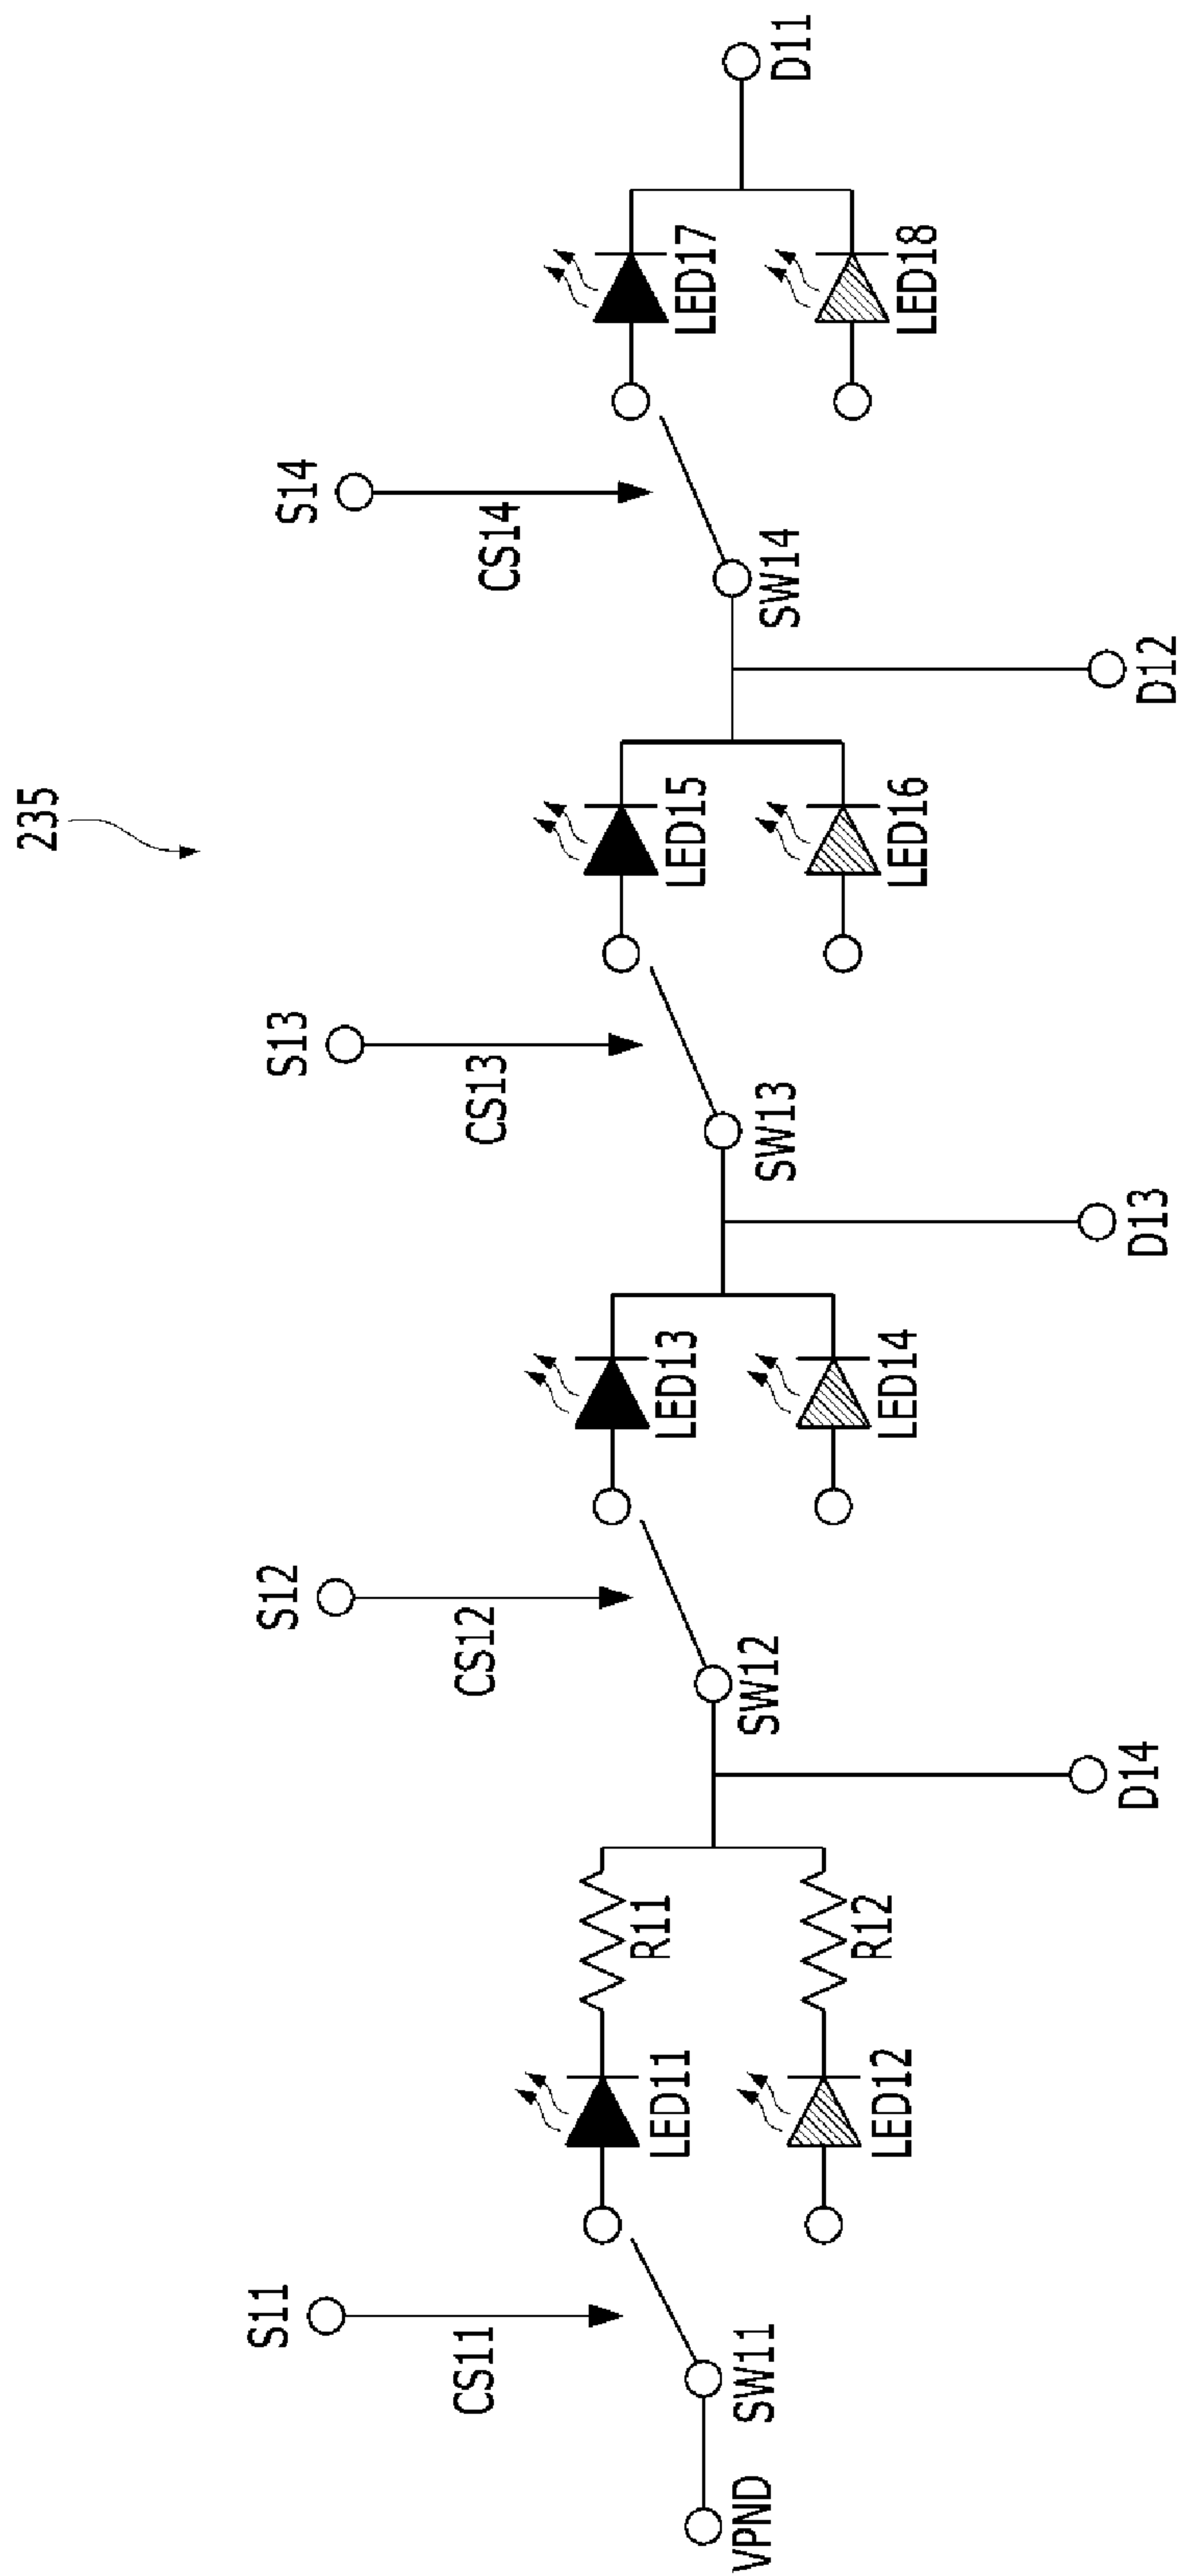 235
S11
S12
S13
S14
CS11
CS12
CS13
CS14
LED11
R11
LED13
LED15
LED17
VPND
SW11
SW12
SW13
SW14
D11
LED12
R12
LED14
LED16
LED18
D14
D13
D12